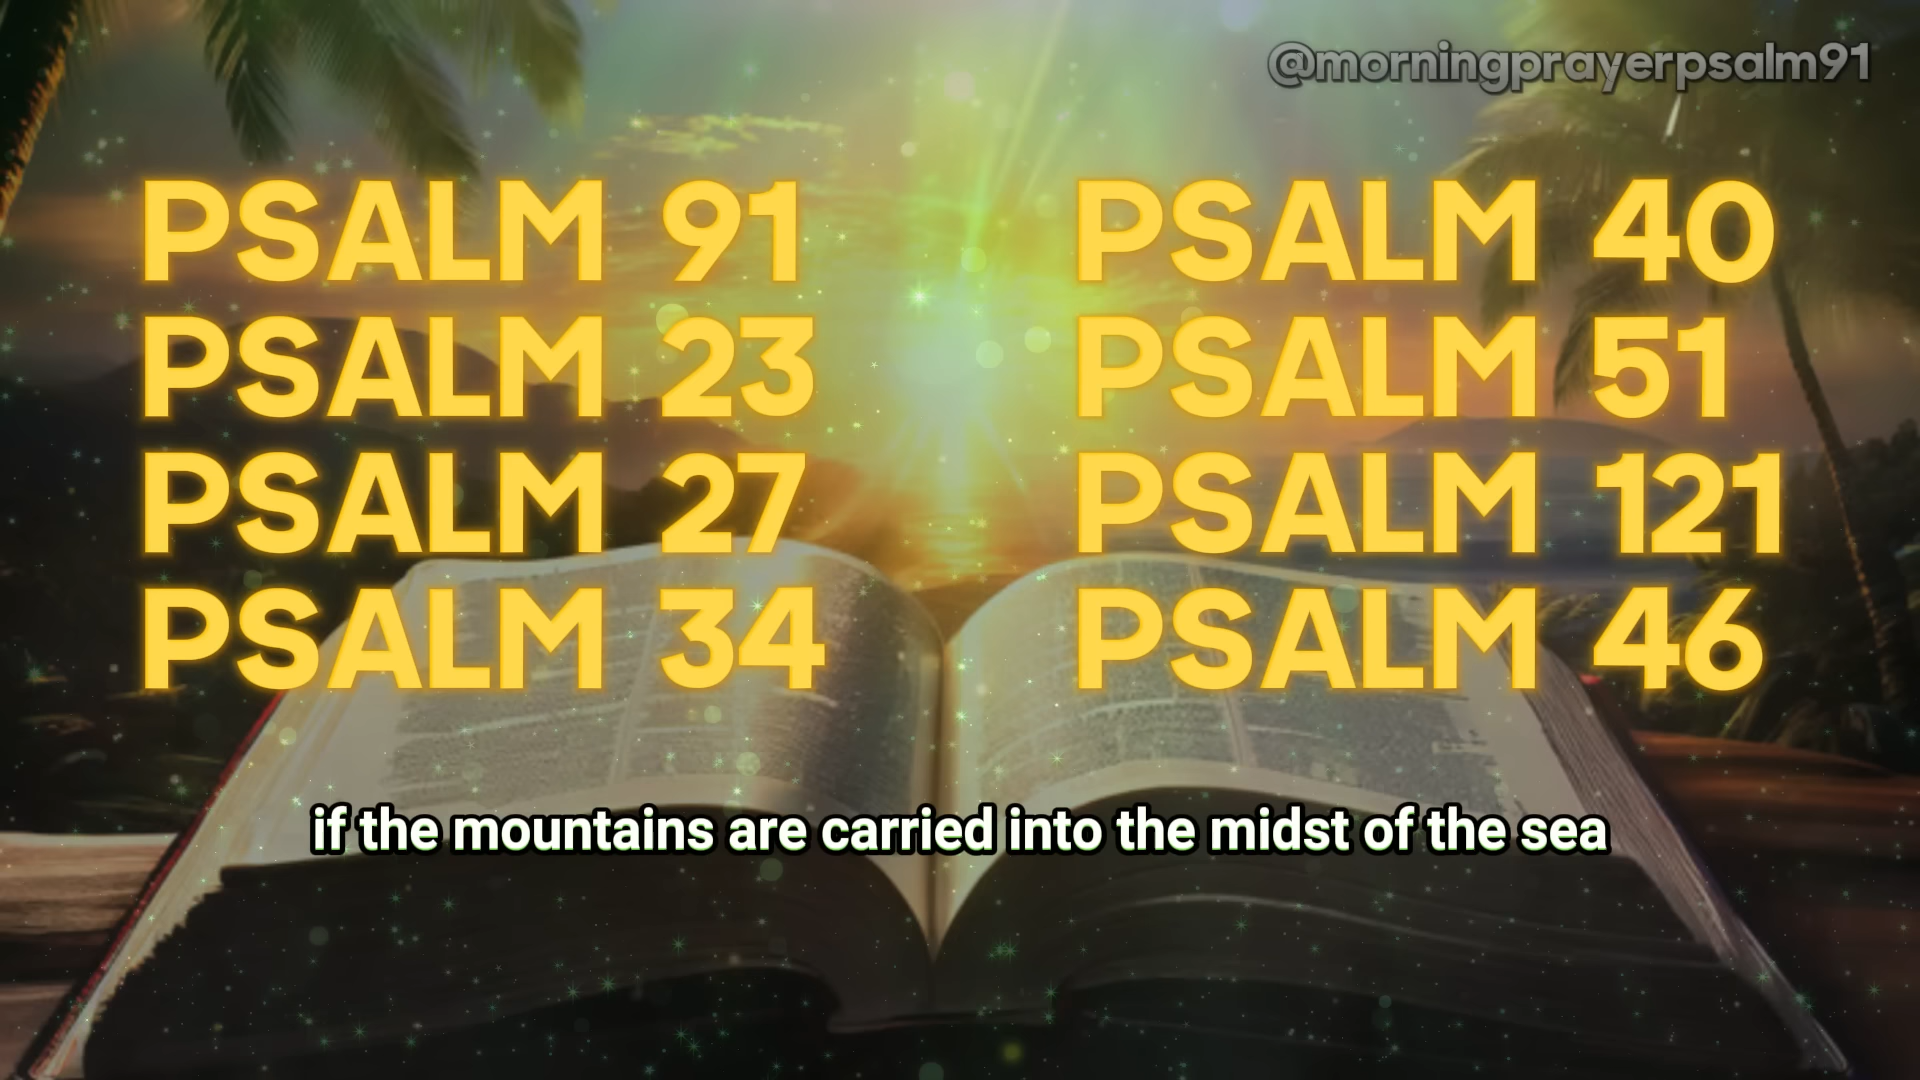 @morningprayerpsalm91
PSALM 91
PSALM 23
PSALM 27
PSALM 34
PSALM 40
PSALM 51
PSALM 121
PSALM 46
if the mountains are carried into the midst of the sea